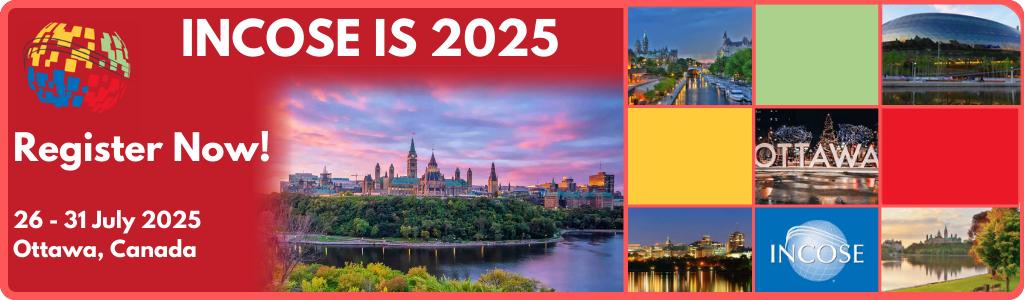 INCOSE IS 2025
Register Now!
26 - 31 July 2025
Ottawa, Canada
OTTAWA
INCOSE